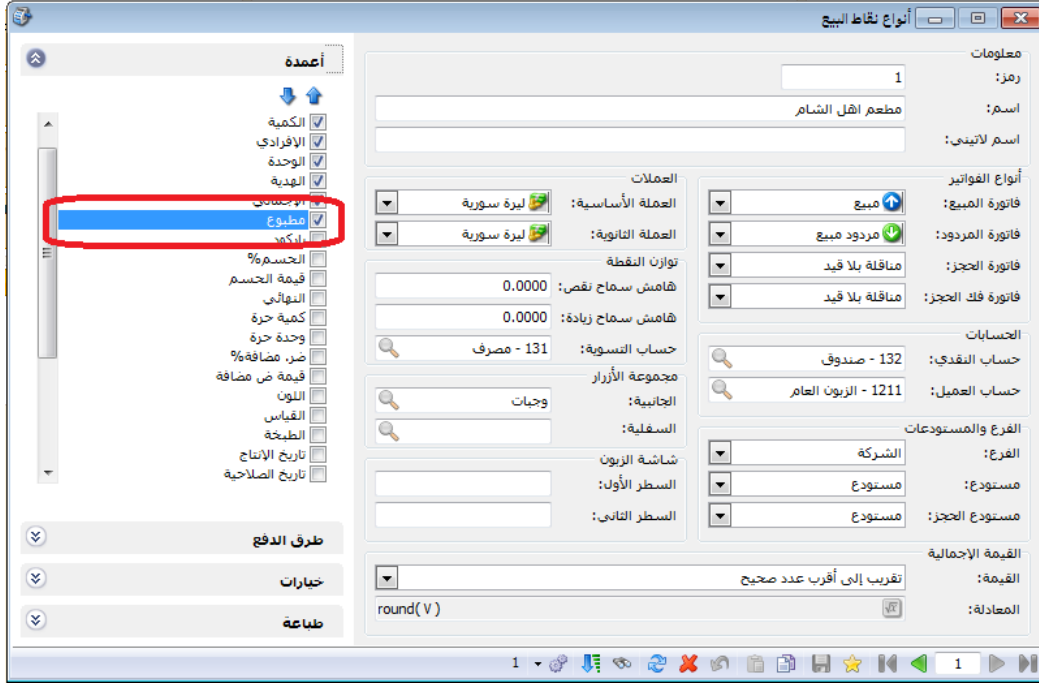 أنواع نقاط البيع
معلومات
رمز: 1
اسم: مطعم اهل الشام
اسم لاتيني:
أنواع الفواتير
فاتورة المبيع: مبيع
فاتورة المردود: مردود مبيع
فاتورة الحجز: مناقلة بلا قيد
فاتورة فك الحجز: مناقلة بلا قيد
الحسابات
حساب النقدي: 132 - صندوق
حساب العميل: 1211 - الزبون العام
الفرع والمستودعات
الفرع: الشركة
مستودع: مستودع
مستودع الحجز: مستودع
العملات
العملة الأساسية: ليرة سورية
العملة الثانوية: ليرة سورية
توازن النقطة
هامش سماح نقص: 0.0000
هامش سماح زيادة: 0.0000
حساب التسوية: 131 - مصرف
مجموعة الأزرار
الجانبية: وجبات
السفلية:
شاشة الزبون
السطر الأول:
السطر الثاني:
القيمة الإجمالية
القيمة: تقريب إلى أقرب عدد صحيح
المعادلة: round( V )
أعمدة
الكمية
الإفرادي
الوحدة
الهدية
الإجمالي
مطبوع
باركود
الحسم%
قيمة الحسم
النهائي
كمية حرة
وحدة حرة
ضر. مضافة%
قيمة ض مضافة
اللون
القياس
الطبخة
تاريخ الإنتاج
تاريخ الصلاحية
طرق الدفع
خيارات
طباعة
1
1